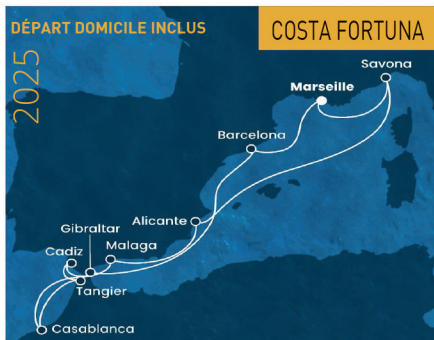 DÉPART DOMICILE INCLUS
COSTA FORTUNA
2025
Savona
Marseille
Barcelona
Alicante
Gibraltar
Malaga
Cadiz
Tangier
Casablanca